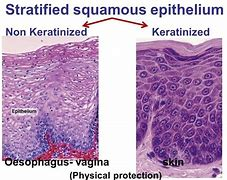 Stratified squamous epithelium
Non Keratinized
Keratinized
Epithelium
Oesophagus- vagina
skin
(Physical protection)